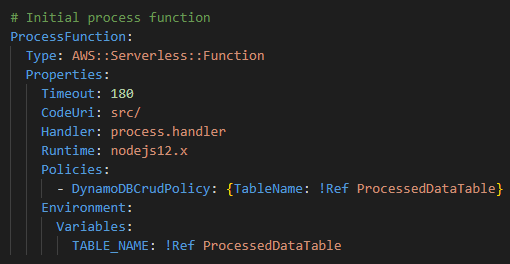 # Initial process function
ProcessFunction:
  Type: AWS::Serverless::Function
  Properties:
    Timeout: 180
    CodeUri: src/
    Handler: process.handler
    Runtime: nodejs12.x
    Policies:
      - DynamoDBCrudPolicy: {TableName: !Ref ProcessedDataTable}
    Environment:
      Variables:
        TABLE_NAME: !Ref ProcessedDataTable